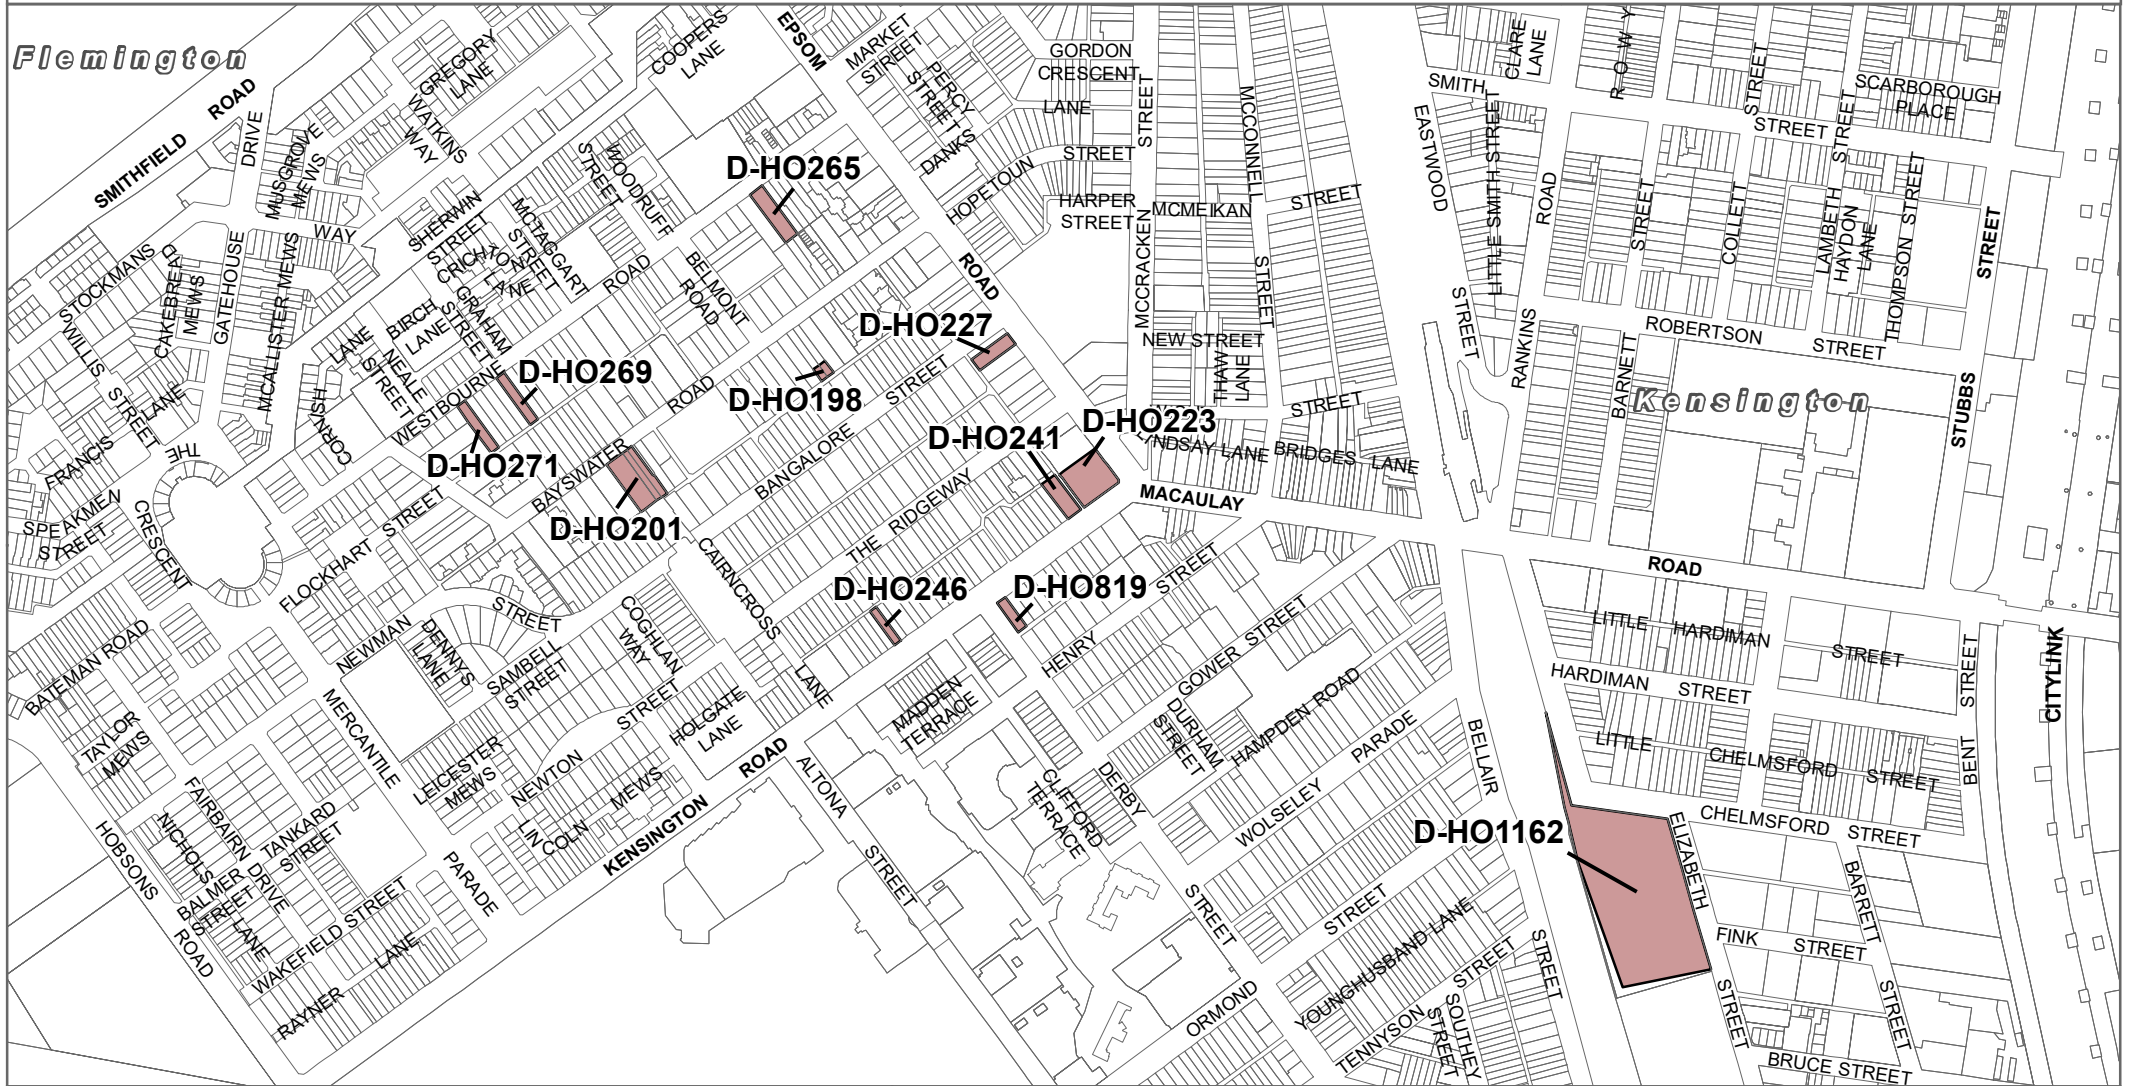 Flemington
SMITHFIELD
ROAD
DRIVE
MUSGROVE
MEWS
GREGORY
LANE
WATKINS
WAY
COOPERS
LANE
EPSOM
MARKET
STREET
PERCY
STREET
DANKS
GORDON
CRESCENT
LANE
STREET
MCCONNELL
SMITH
CLARE
LANE
R O W Y
STREET
STREET
SCARBOROUGH
PLACE
STREET
HOPETOUN
STREET
HARPER
STREET
MCMEIKAN
STREET
EASTWOOD
LITTLE SMITH STREET
ROAD
STREET
COLLETT
LAMBETH
HAYDON
LANE
THOMPSON STREET
STREET
D-HO265
WOODRUFF
STREET
SHERWIN
STREET
MCTAGGART
STREET
CRICHTON
LANE
WAY
STOCKMANS
CAKEBREAD
MEWS
GATEHOUSE
MCALLISTER MEWS
GRAHAM
STREET
BIRCH
LANE
ROAD
BELMONT
ROAD
ROAD
MCCRACKEN
STREET
STREET
RANKINS
BARNETT
ROBERTSON
STREET
STUBBS
Kensington
WILLIS
STREET
LANE
FRANCIS
LANE
STREET
NEALE
WESTBOURNE
CORNISH
THE
CRESCENT
D-HO227
D-HO269
D-HO198
D-HO271
D-HO201
D-HO241
D-HO223
ROAD
STREET
BANGALORE
BAYSWATER
THE RIDGEWAY
NEW STREET
THAW
LANE
STREET
LINDSAY LANE
BRIDGES LANE
MACAULAY
ROAD
SPEAKMEN
STREET
FLOCKHART
STREET
NEWMAN
STREET
DENNYS
LANE
SAMBELL
STREET
COGHLAN
WAY
CAIRNCROSS
LANE
D-HO246
D-HO819
HENRY
STREET
GOWER STREET
MADDEN
TERRACE
LITTLE HARDIMAN
STREET
HARDIMAN STREET
LITTLE CHELMSFORD STREET
BENT STREET
CITYLINK
BATEMAN ROAD
TAYLOR
MEWS
MERCANTILE
PARADE
LEICESTER
MEWS
NEWTON
STREET
HOLGATE
LANE
LINCOLN
MEWS
KENSINGTON
ROAD
ALTONA
STREET
CLIFFORD
TERRACE
DERBY
STREET
DURHAM
STREET
HAMPDEN ROAD
WOLSELEY PARADE
BELLAIR
STREET
D-HO1162
ELIZABETH
STREET
CHELMSFORD STREET
BARRETT
STREET
FINK STREET
BRUCE STREET
HOBSONS
ROAD
NICHOLS
LANE
FAIRBAIRN
DRIVE
TANKARD
STREET
BALMER
STREET
WAKEFIELD STREET
RAYNER
LANE
ORMOND
STREET
YOUNGHUSBAND LANE
TENNYSON
STREET
SOUTHEY
STREET